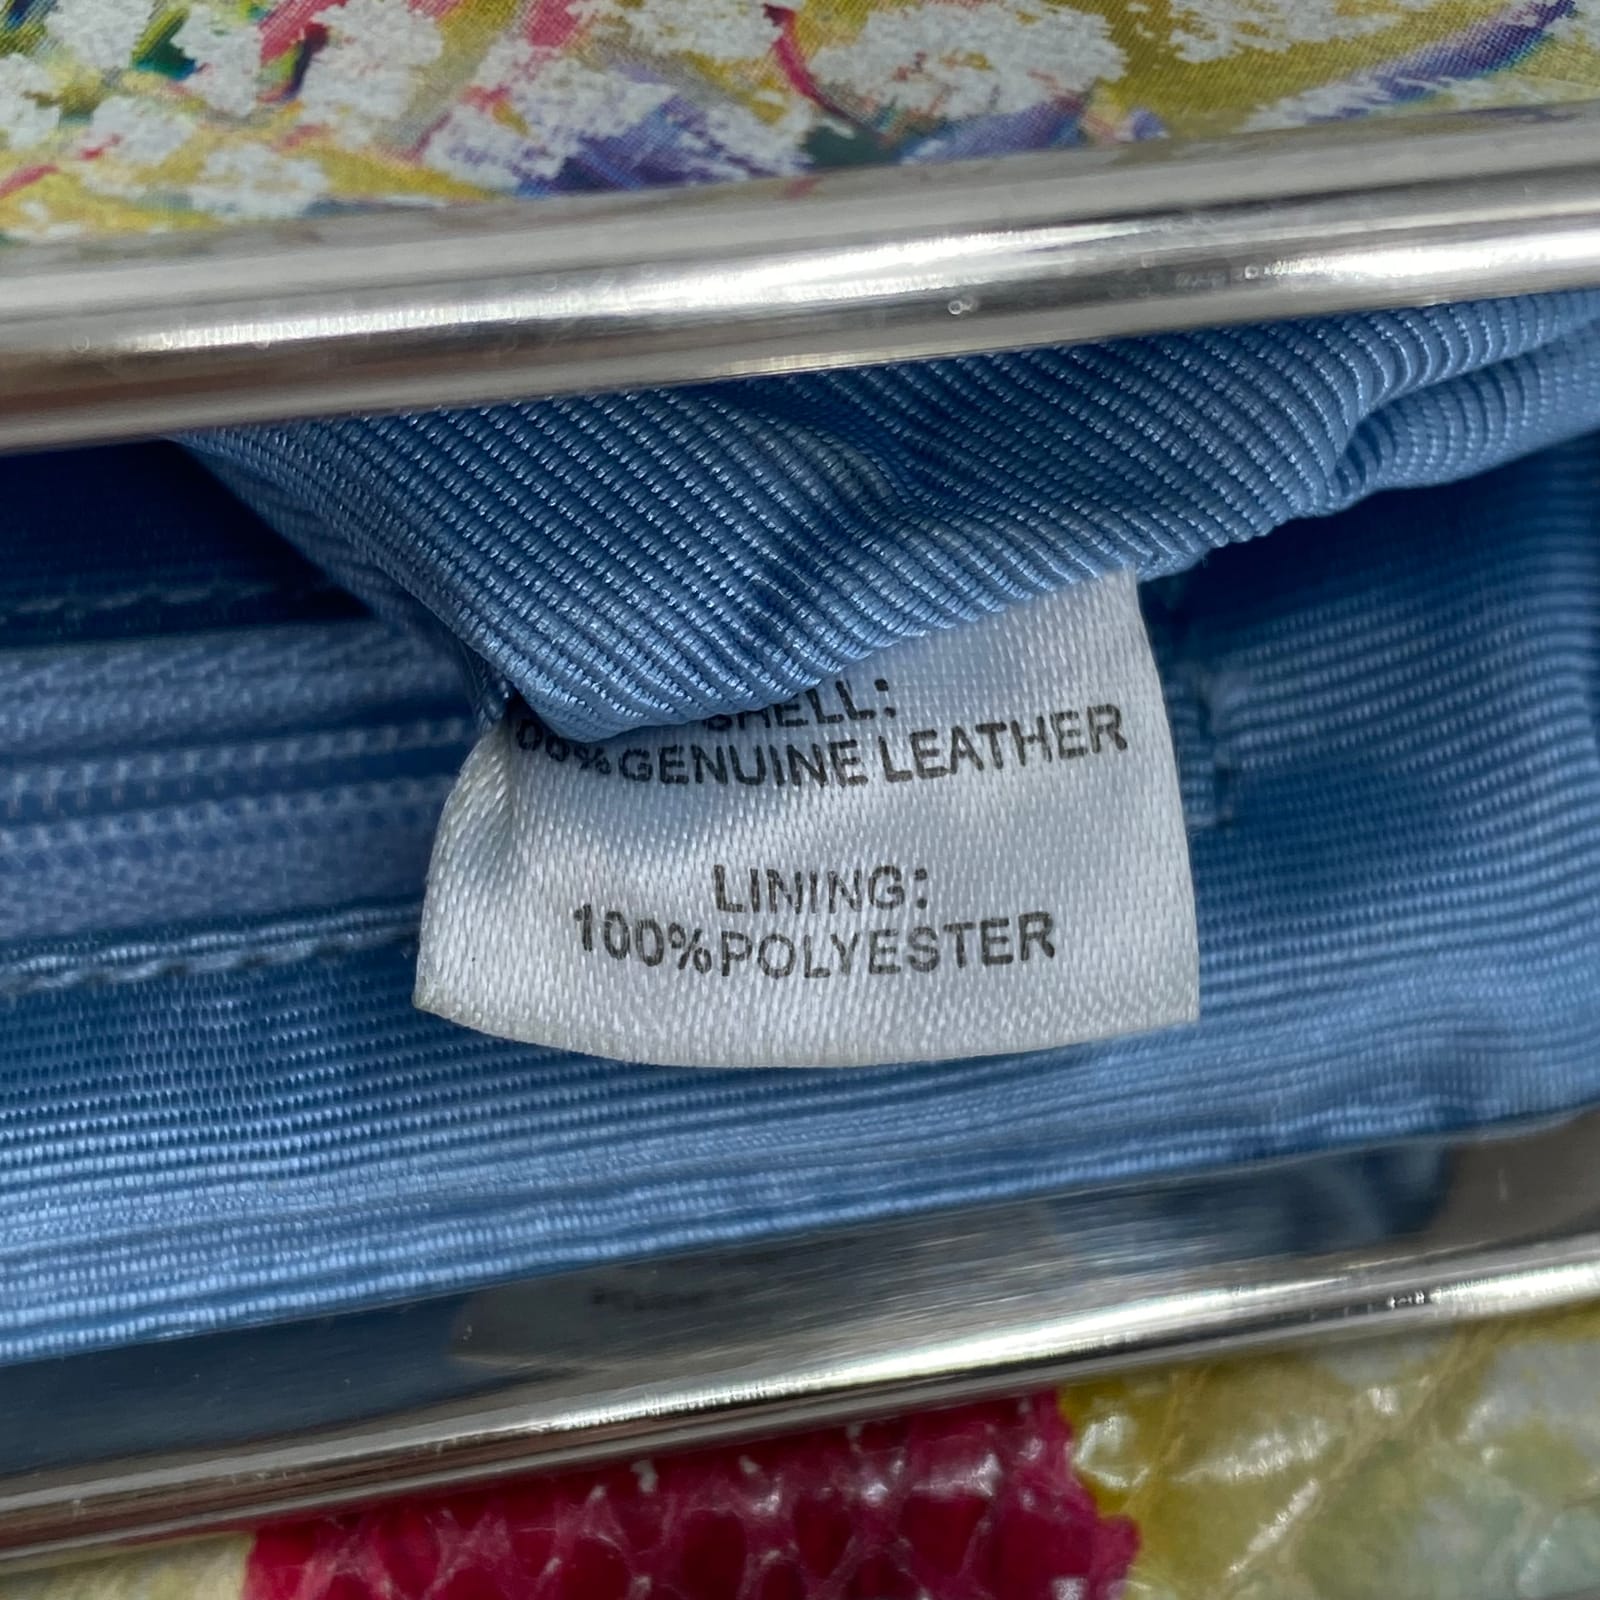 SHELL:
00% GENUINE LEATHER
LINING:
100% POLYESTER